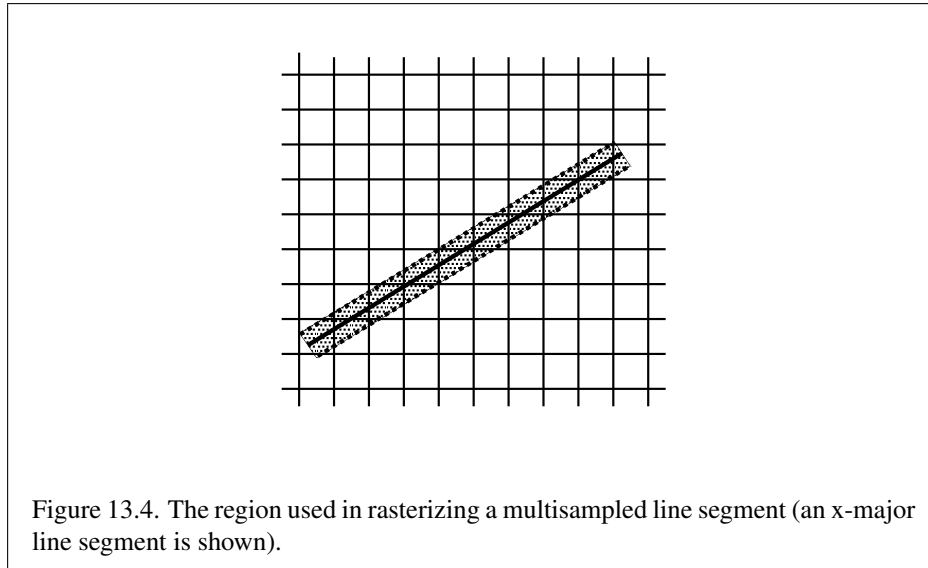 Figure 13.4. The region used in rasterizing a multisampled line segment (an x-major
line segment is shown).